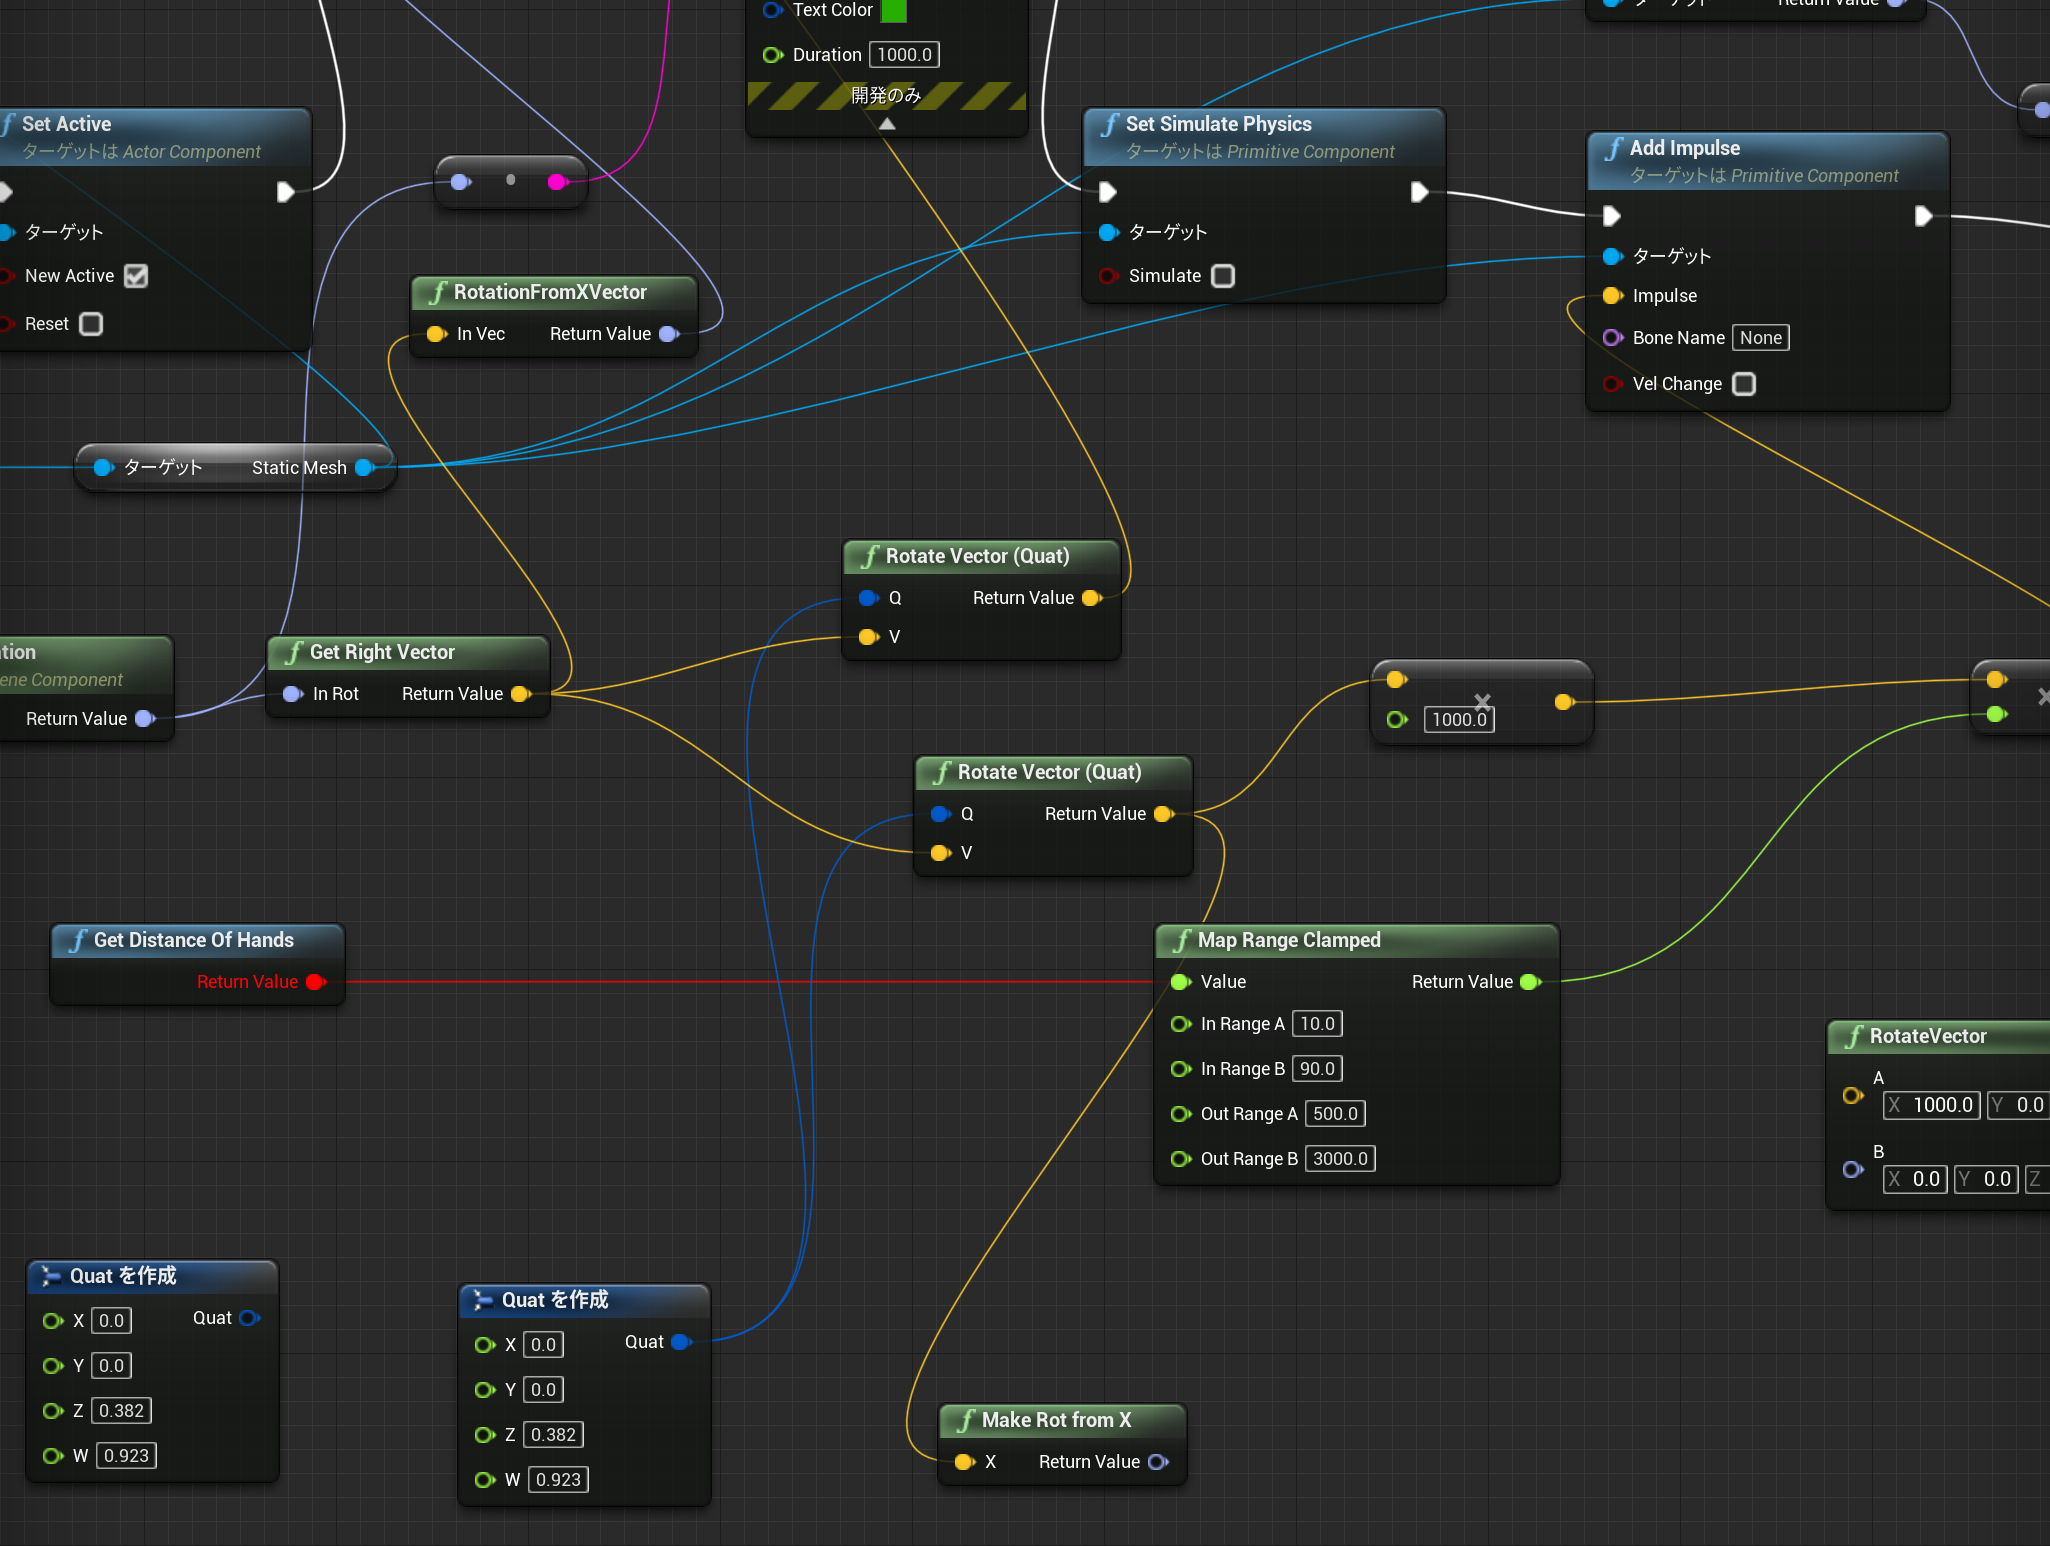 Text Color
Duration 1000.0
開発のみ
Return Value
Set Active
ターゲットは Actor Component
ターゲット
New Active
Reset
Set Simulate Physics
ターゲットは Primitive Component
ターゲット
Simulate
Add Impulse
ターゲットは Primitive Component
ターゲット
Impulse
Bone Name None
Vel Change
RotationFromXVector
In Vec Return Value
ターゲット Static Mesh
Rotate Vector (Quat)
Q Return Value
V
Return Value
Get Right Vector
In Rot Return Value
1000.0
Rotate Vector (Quat)
Q Return Value
V
Get Distance Of Hands
Return Value
Map Range Clamped
Value Return Value
In Range A 10.0
In Range B 90.0
Out Range A 500.0
Out Range B 3000.0
RotateVector
A
X 1000.0 Y 0.0
B
X 0.0 Y 0.0 Z
Quat を作成
X 0.0 Quat
Y 0.0
Z 0.382
W 0.923
Quat を作成
X 0.0 Quat
Y 0.0
Z 0.382
W 0.923
Make Rot from X
X Return Value